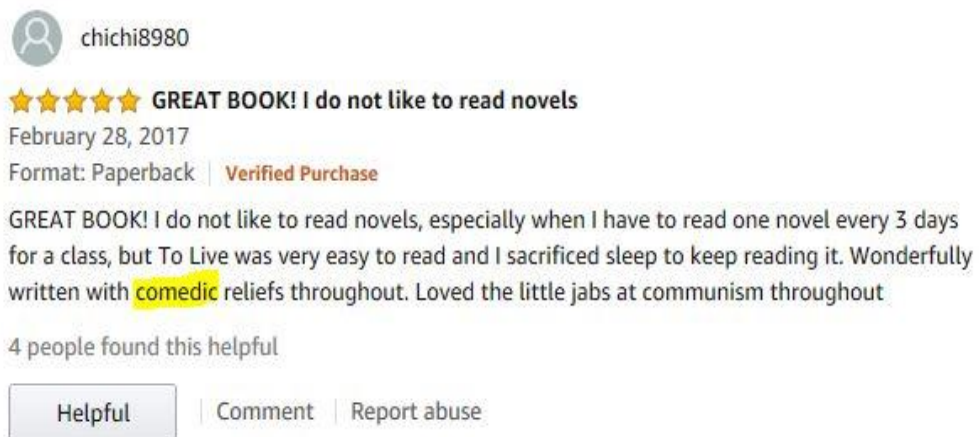 chichi8980
GREAT BOOK! I do not like to read novels
February 28, 2017
Format: Paperback | Verified Purchase
GREAT BOOK! I do not like to read novels, especially when I have to read one novel every 3 days
for a class, but To Live was very easy to read and I sacrificed sleep to keep reading it. Wonderfully
written with comedic reliefs throughout. Loved the little jabs at communism throughout
4 people found this helpful
Helpful | Comment | Report abuse